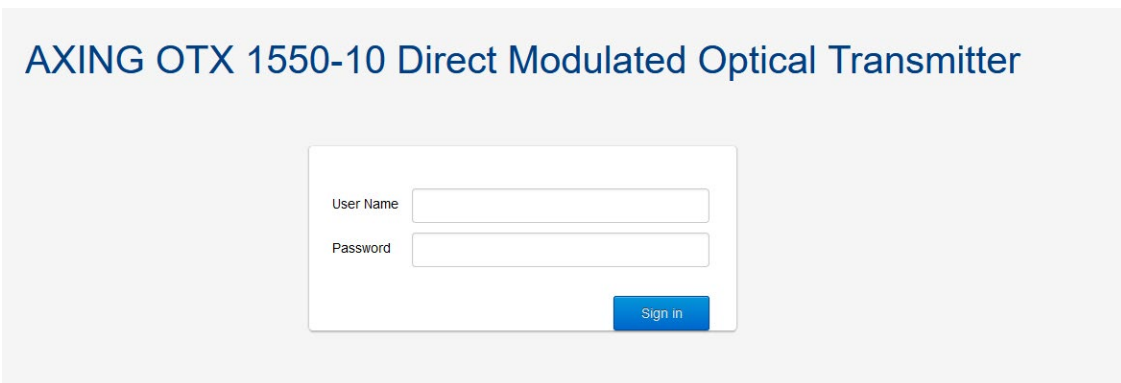 AXING OTX 1550-10 Direct Modulated Optical Transmitter
User Name
Password
Sign in